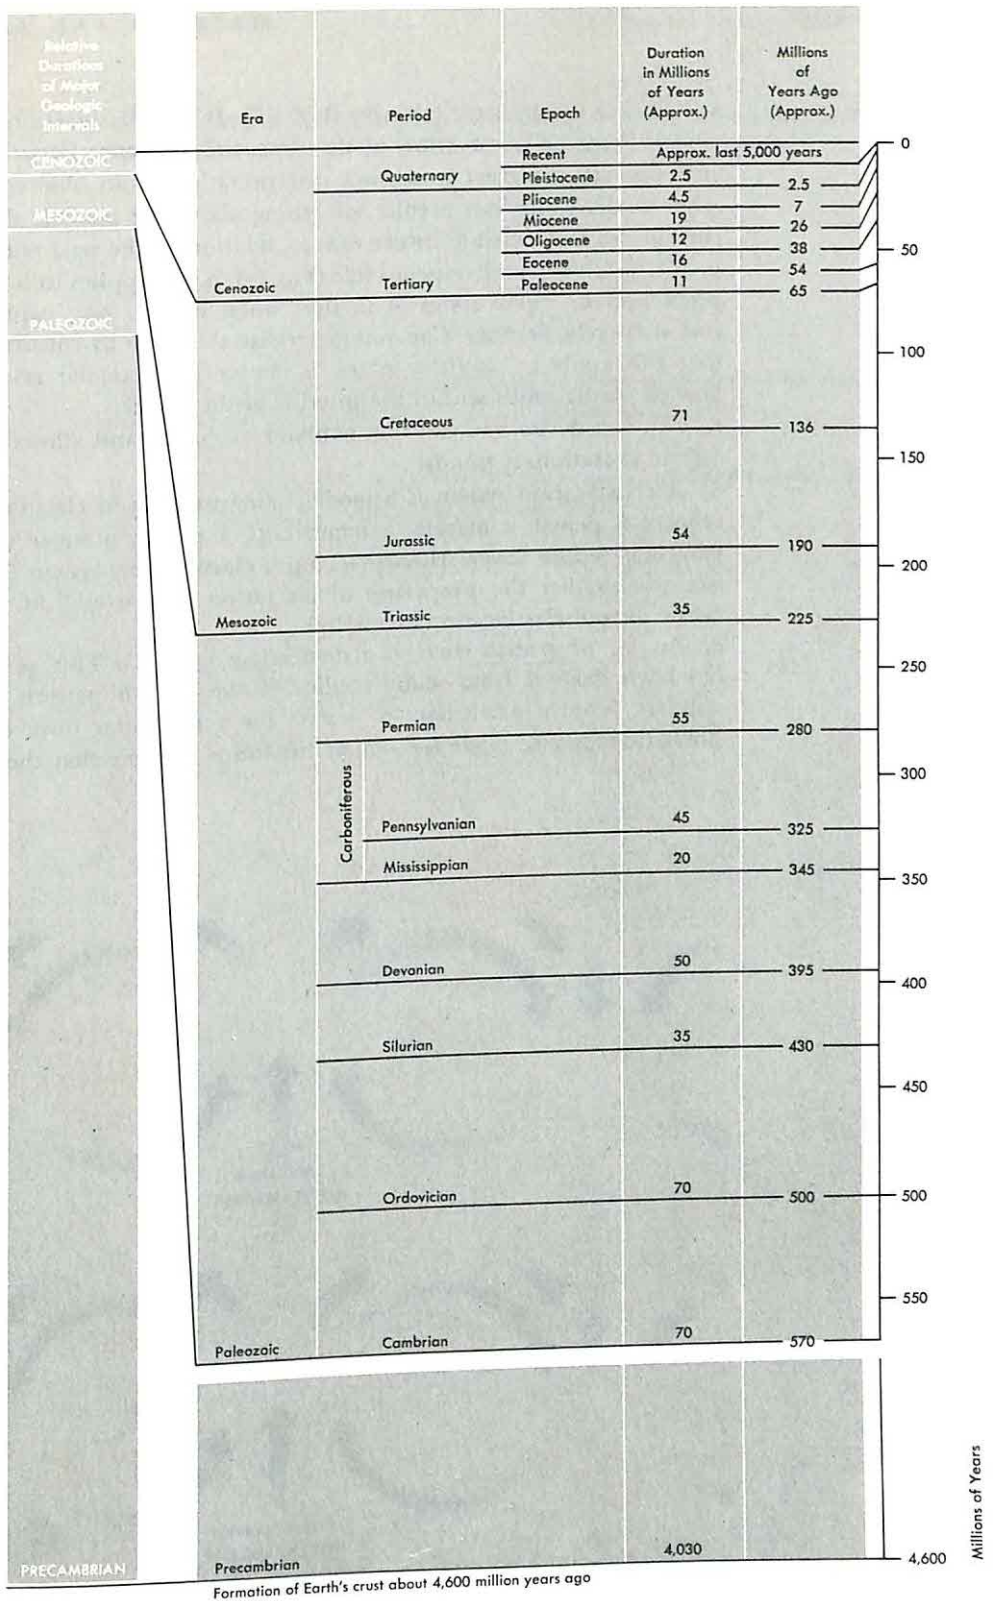 Relative
Durations
of Major
Geologic
Intervals
Era
Period
Epoch
Duration
in Millions
of Years
(Approx.)
Millions
of
Years Ago
(Approx.)
CENOZOIC
MESOZOIC
PALEOZOIC
PRECAMBRIAN
0
Recent Approx. last 5,000 years
Quaternary Pleistocene 2.5 2.5
Pliocene 4.5 7
Miocene 19 26
Oligocene 12 38
50
Eocene 16 54
Cenozoic Tertiary Paleocene 11 65
100
Cretaceous 71 136
150
Jurassic 54 190
200
Mesozoic Triassic 35 225
250
Permian 55 280
300
Carboniferous
Pennsylvanian 45 325
Mississippian 20 345
350
Devonian 50 395
400
Silurian 35 430
450
Ordovician 70 500
500
550
Paleozoic Cambrian 70 570
Precambrian 4,030
4,600
Millions of Years
Formation of Earth's crust about 4,600 million years ago